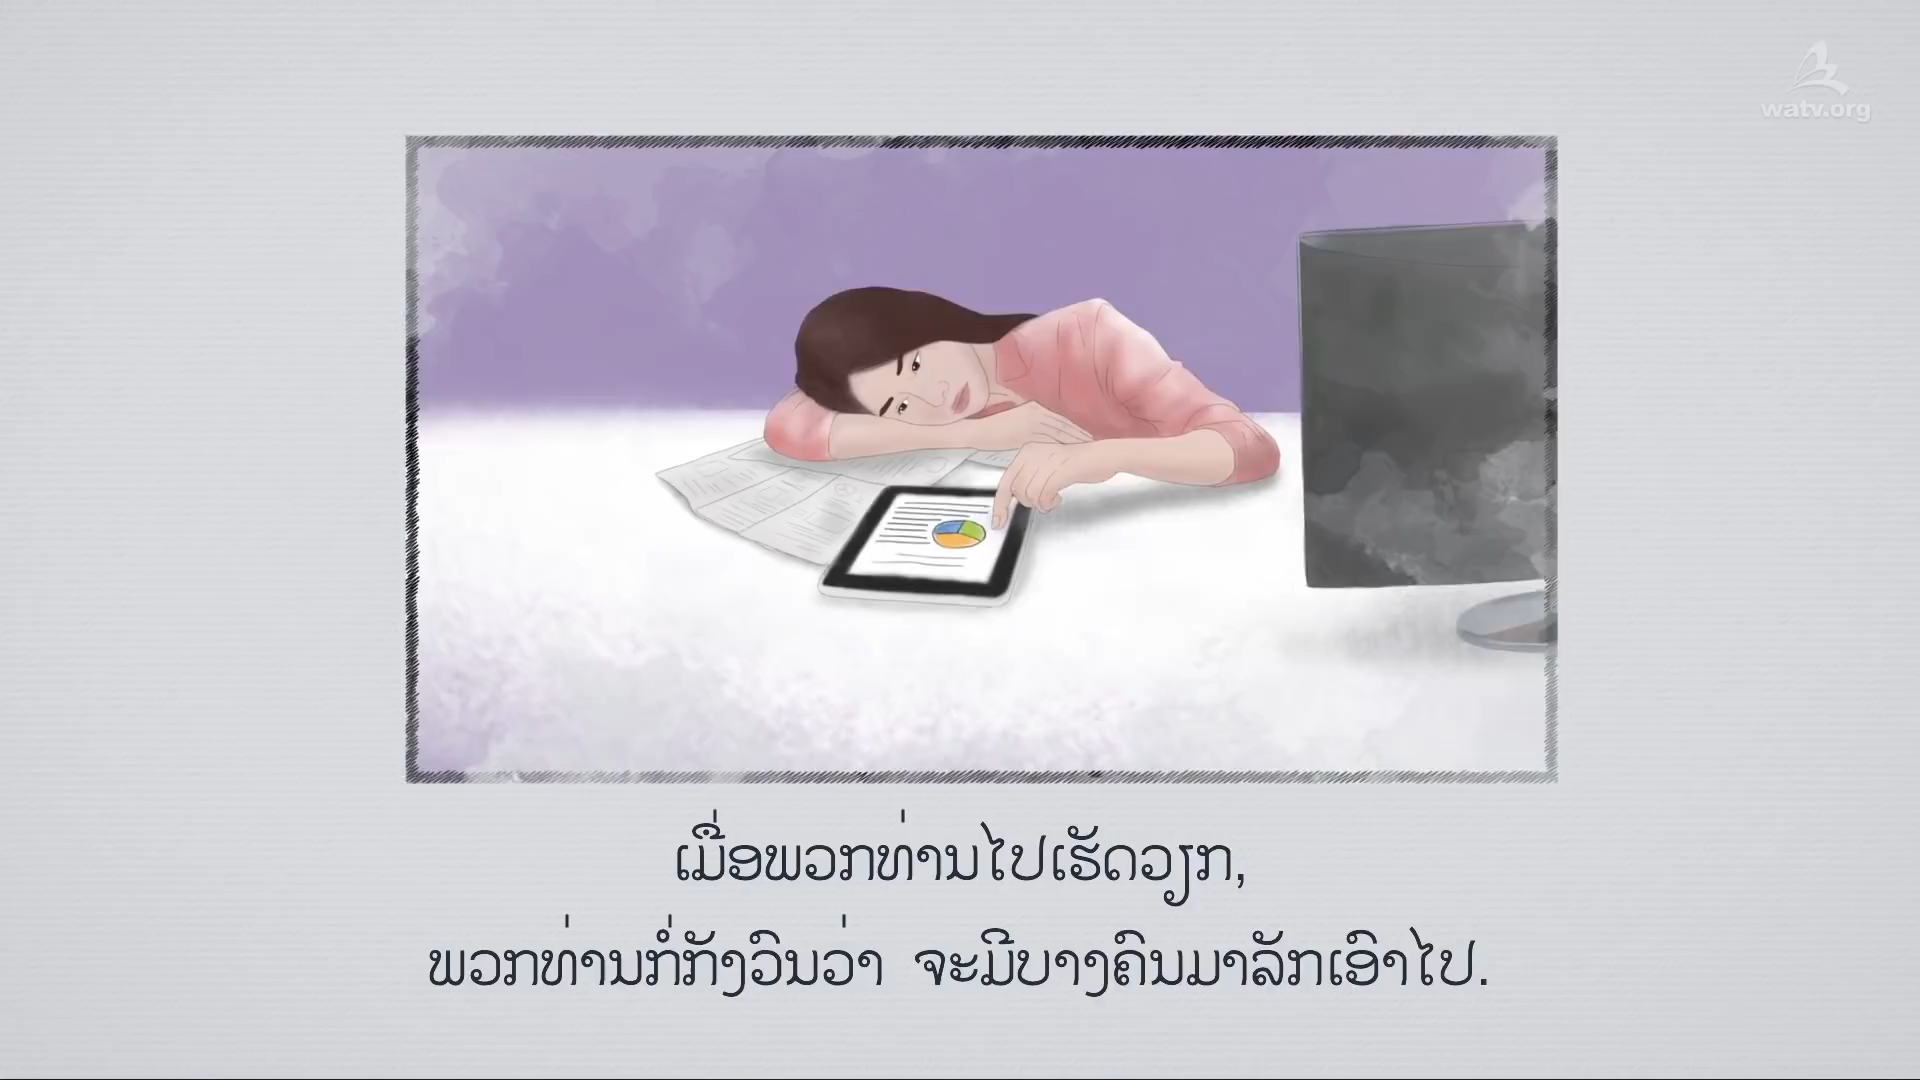 watv.org
ເມື່ອພວກທ່ານໄປເຮັດວຽກ,
ພວກທ່ານກໍ່ກັງວົນວ່າ ຈະມີບາງຄົນມາລັກເອົາໄປ.